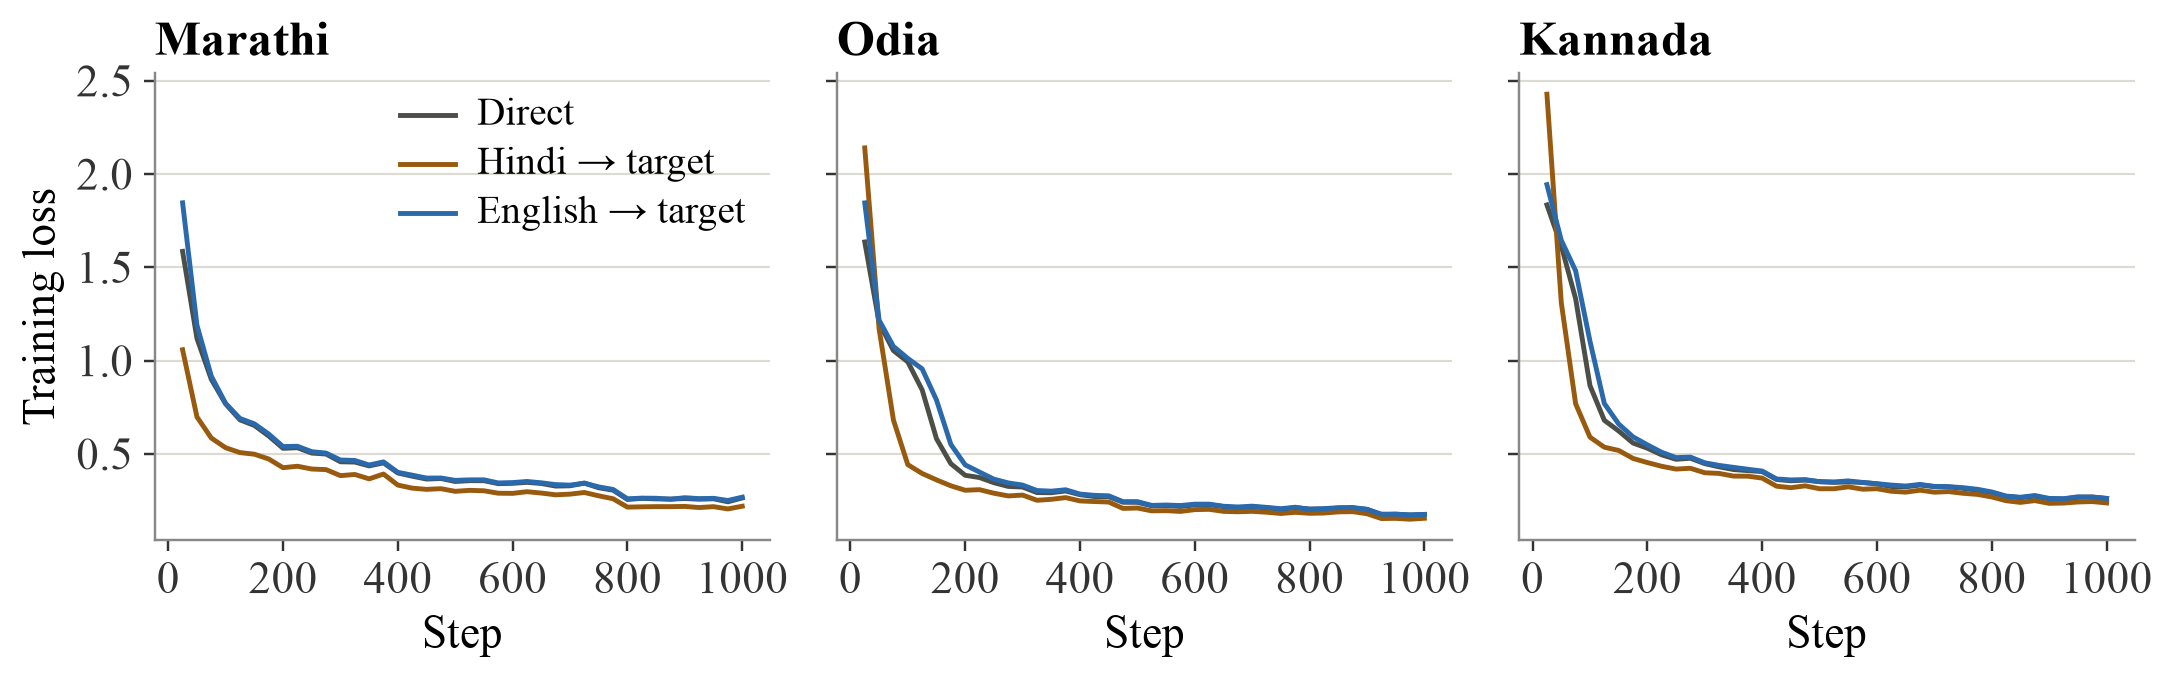 Marathi
Odia
Kannada
Direct
Hindi → target
English → target
Training loss
2.5
2.0
1.5
1.0
0.5
0 200 400 600 800 1000
0 200 400 600 800 1000
0 200 400 600 800 1000
Step
Step
Step